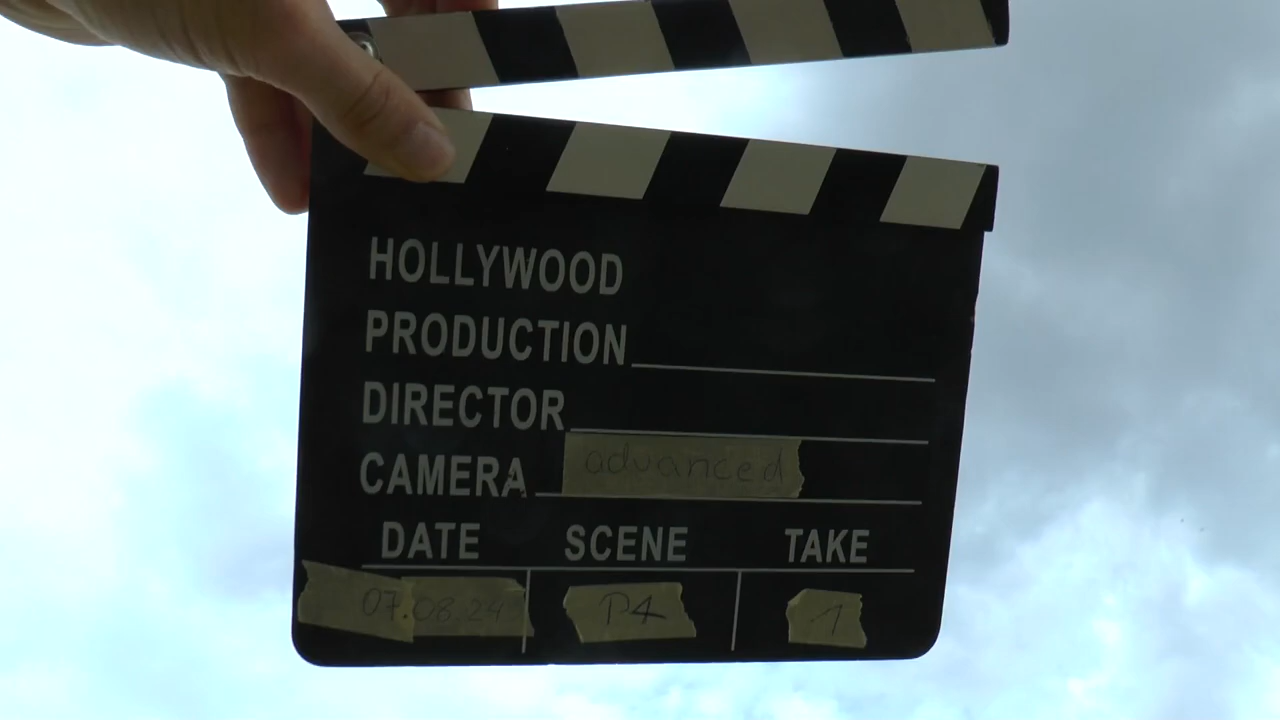 HOLLYWOOD
PRODUCTION
DIRECTOR
CAMERA advanced
DATE SCENE TAKE
07.08.24 P4 1